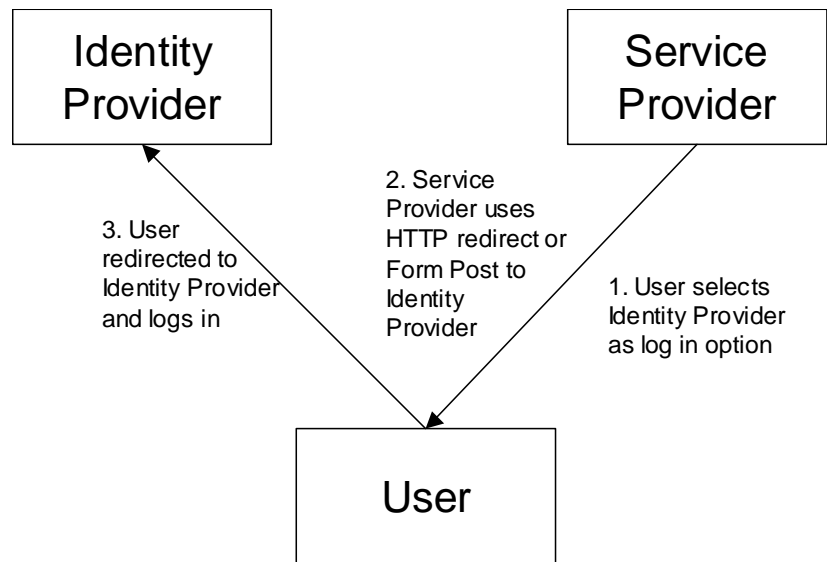 Identity
Provider
Service
Provider
3. User
redirected to
Identity Provider
and logs in
2. Service
Provider uses
HTTP redirect or
Form Post to
Identity
Provider
1. User selects
Identity Provider
as log in option
User